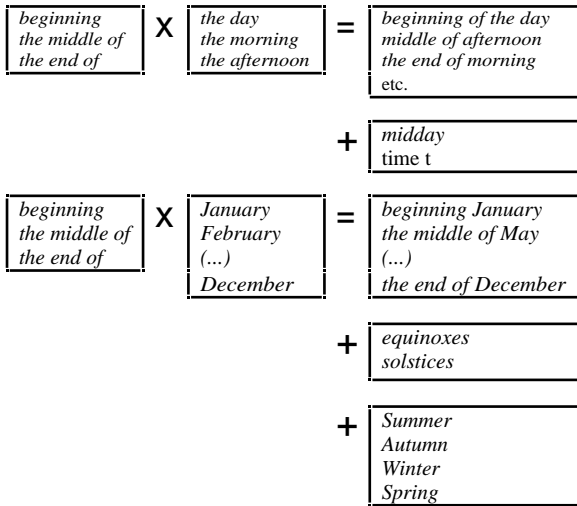 beginning
the middle of
the end of
X
the day
the morning
the afternoon
=
beginning of the day
middle of afternoon
the end of morning
etc.
+
midday
time t
beginning
the middle of
the end of
X
January
February
(...)
December
=
beginning January
the middle of May
(...)
the end of December
+
equinoxes
solstices
+
Summer
Autumn
Winter
Spring